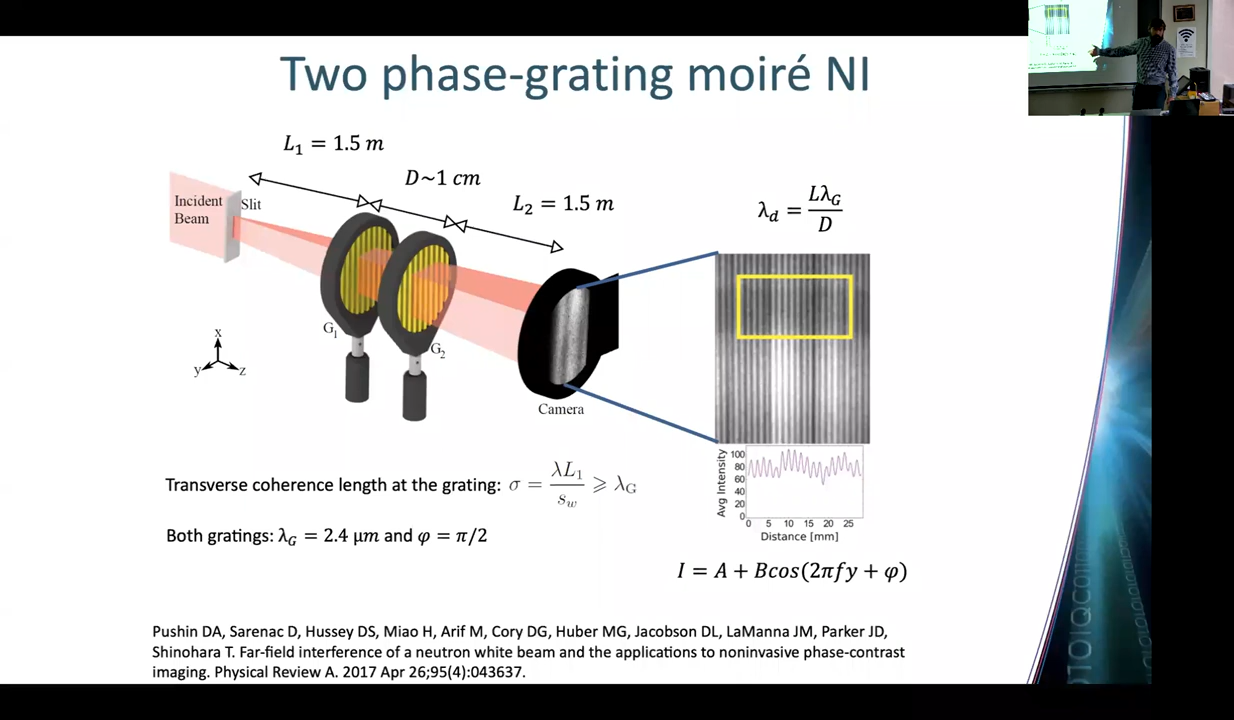 Two phase-grating moiré NI
L₁ = 1.5 m
D~1 cm
L₂ = 1.5 m
Incident
Beam
Slit
G₁
G₂
x
y
z
Camera
λ_d = Lλ_G / D
Avg Intensity
100
80
60
40
20
0
0 5 10 15 20 25
Distance [mm]
Transverse coherence length at the grating: σ = λL₁ / s_w ⩾ λ_G
Both gratings: λ_G = 2.4 μm and φ = π/2
I = A + Bcos(2πfy + φ)
Pushin DA, Sarenac D, Hussey DS, Miao H, Arif M, Cory DG, Huber MG, Jacobson DL, LaManna JM, Parker JD,
Shinohara T. Far-field interference of a neutron white beam and the applications to noninvasive phase-contrast
imaging. Physical Review A. 2017 Apr 26;95(4):043637.